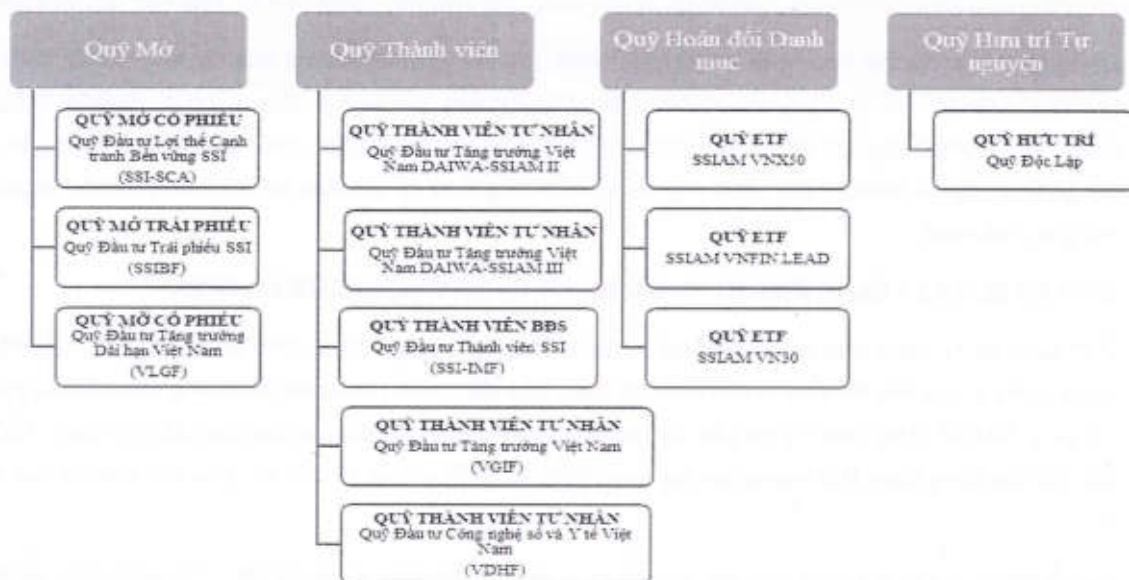 Quỹ Mở
QUỸ MỞ CỔ PHIẾU
Quỹ Đầu tư Lợi thế Cạnh
tranh Bền vững SSI
(SSI-SCA)
QUỸ MỞ TRÁI PHIẾU
Quỹ Đầu tư Trái phiếu SSI
(SSIBF)
QUỸ MỞ CỔ PHIẾU
Quỹ Đầu tư Tăng trưởng
Dài hạn Việt Nam
(VLGF)
Quỹ Thành viên
QUỸ THÀNH VIÊN TƯ NHÂN
Quỹ Đầu tư Tăng trưởng Việt
Nam DAIWA-SSIAM II
QUỸ THÀNH VIÊN TƯ NHÂN
Quỹ Đầu tư Tăng trưởng Việt
Nam DAIWA-SSIAM III
QUỸ THÀNH VIÊN BĐS
Quỹ Đầu tư Thành viên SSI
(SSI-IMF)
QUỸ THÀNH VIÊN TƯ NHÂN
Quỹ Đầu tư Tăng trưởng Việt Nam
(VGIF)
QUỸ THÀNH VIÊN TƯ NHÂN
Quỹ Đầu tư Công nghệ số và Y tế Việt
Nam
(VDHF)
Quỹ Hoán đổi Danh
mục
QUỸ ETF
SSIAM VNX50
QUỸ ETF
SSIAM VNFIN LEAD
QUỸ ETF
SSIAM VN30
Quỹ Hưu trí Tự
nguyện
QUỸ HƯU TRÍ
Quỹ Độc Lập